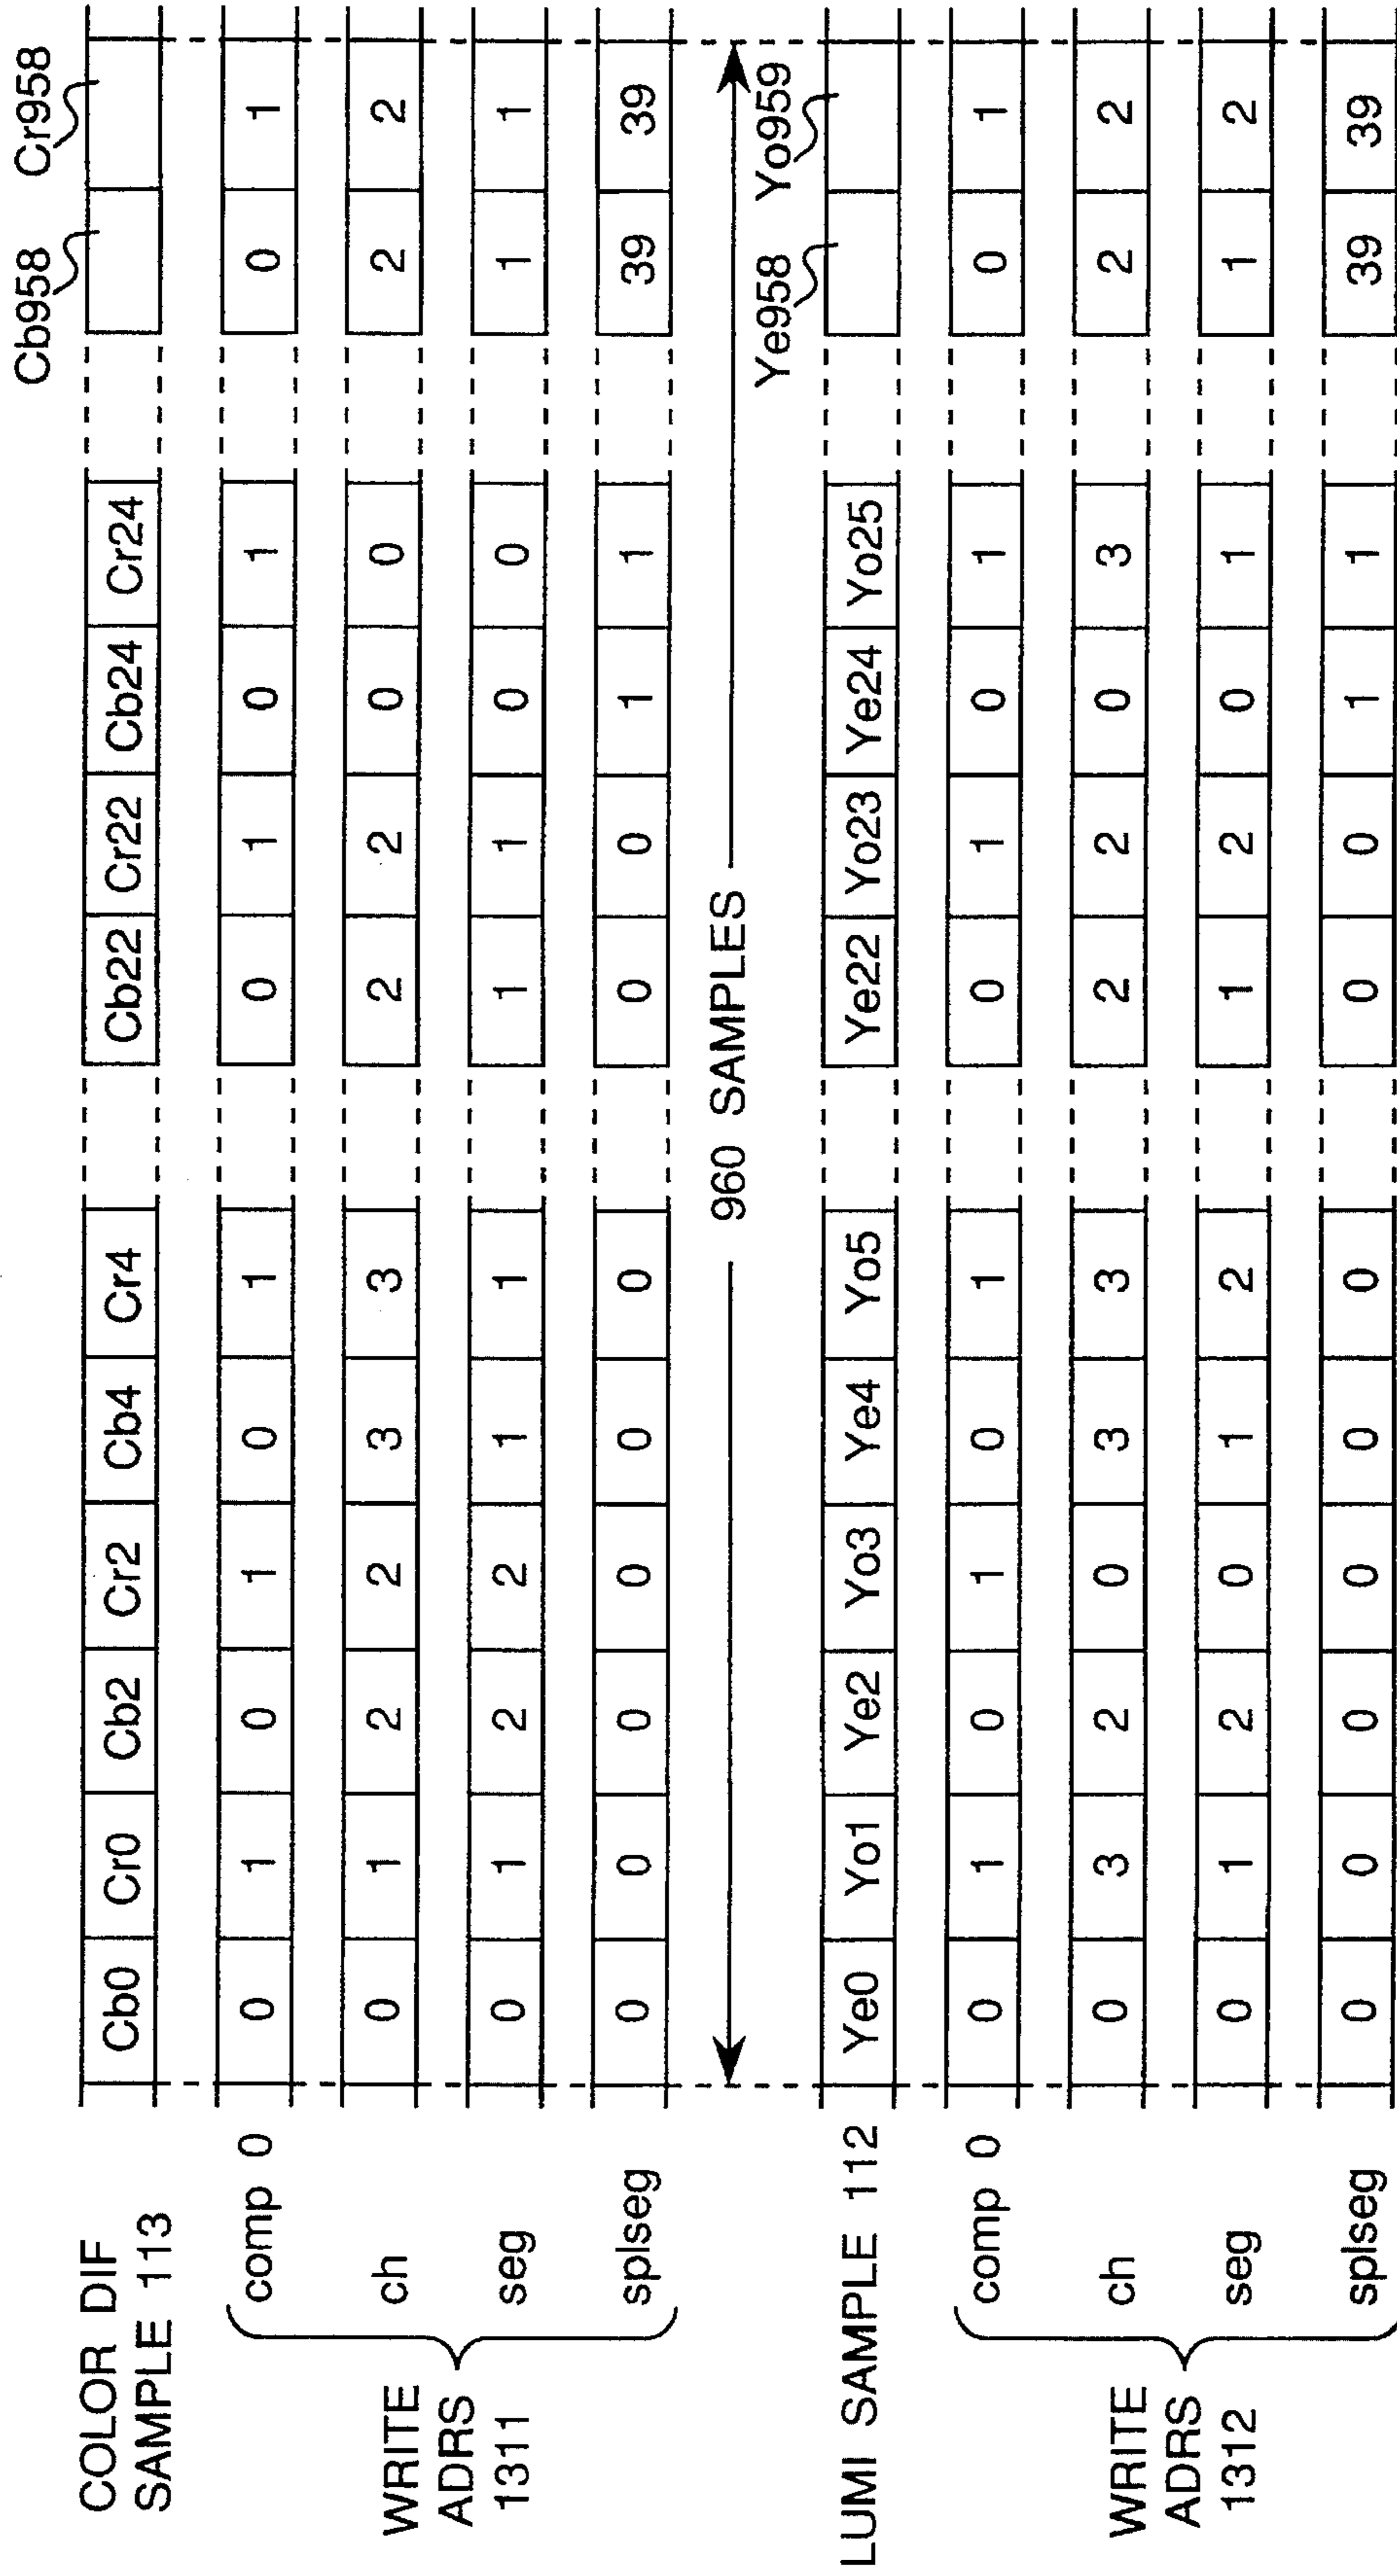 COLOR DIF
SAMPLE 113
Cb0 Cr0 Cb2 Cr2 Cb4 Cr4 Cb22 Cr22 Cb24 Cr24 Cb958 Cr958
WRITE
ADRS
1311
comp 0 0 1 0 1 0 1 0 1 0 1 0 1
ch 0 1 2 2 3 3 2 2 0 0 2 2
seg 0 1 2 2 1 1 1 1 0 0 1 1
splseg 0 0 0 0 0 0 0 0 1 1 39 39
960 SAMPLES
LUMI SAMPLE 112 Ye0 Yo1 Ye2 Yo3 Ye4 Yo5 Ye22 Yo23 Ye24 Yo25 Ye958 Yo959
WRITE
ADRS
1312
comp 0 0 1 0 1 0 1 0 1 0 1 0 1
ch 0 3 2 0 3 3 2 2 0 3 2 2
seg 0 1 2 0 1 2 1 2 0 1 1 2
splseg 0 0 0 0 0 0 0 0 1 1 39 39